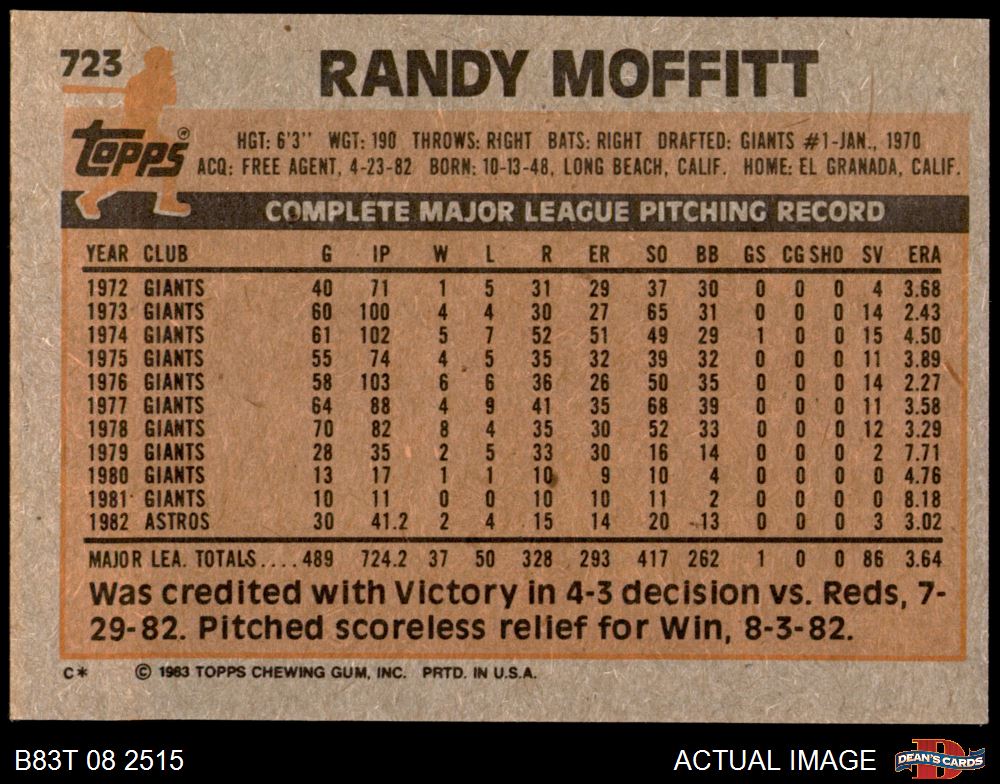 723
RANDY MOFFITT
Topps®
HGT: 6'3" WGT: 190 THROWS: RIGHT BATS: RIGHT DRAFTED: GIANTS #1-JAN., 1970
ACQ: FREE AGENT, 4-23-82 BORN: 10-13-48, LONG BEACH, CALIF. HOME: EL GRANADA, CALIF.
COMPLETE MAJOR LEAGUE PITCHING RECORD
YEAR CLUB G IP W L R ER SO BB GS CG SHO SV ERA
1972 GIANTS 40 71 1 5 31 29 37 30 0 0 0 4 3.68
1973 GIANTS 60 100 4 4 30 27 65 31 0 0 0 14 2.43
1974 GIANTS 61 102 5 7 52 51 49 29 1 0 0 15 4.50
1975 GIANTS 55 74 4 5 35 32 39 32 0 0 0 11 3.89
1976 GIANTS 58 103 6 6 36 26 50 35 0 0 0 14 2.27
1977 GIANTS 64 88 4 9 41 35 68 39 0 0 0 11 3.58
1978 GIANTS 70 82 8 4 35 30 52 33 0 0 0 12 3.29
1979 GIANTS 28 35 2 5 33 30 16 14 0 0 0 2 7.71
1980 GIANTS 13 17 1 1 10 9 10 4 0 0 0 0 4.76
1981 GIANTS 10 11 0 0 10 10 11 2 0 0 0 0 8.18
1982 ASTROS 30 41.2 2 4 15 14 20 13 0 0 0 3 3.02
MAJOR LEA. TOTALS.... 489 724.2 37 50 328 293 417 262 1 0 0 86 3.64
Was credited with Victory in 4-3 decision vs. Reds, 7-
29-82. Pitched scoreless relief for Win, 8-3-82.
C* © 1983 TOPPS CHEWING GUM, INC. PRTD. IN U.S.A.
B83T 08 2515 ACTUAL IMAGE D DEAN'S CARDS